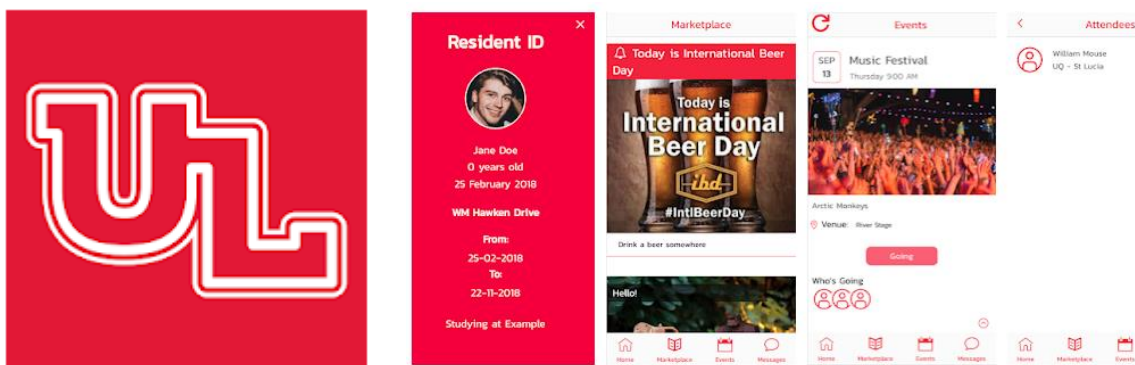 UL
Resident ID
Jane Doe
0 years old
25 February 2018
WM Hawken Drive
From:
25-02-2018
To:
22-11-2018
Studying at Example
Marketplace
Today is International Beer
Day
Today is
International
Beer Day
ibd
#IntlBeerDay
Drink a beer somewhere
Hello!
Home
Marketplace
Events
Messages
Events
SEP
13
Music Festival
Thursday 9:00 AM
Arctic Monkeys
Venue: River Stage
Going
Who's Going
Home
Marketplace
Events
Messages
Attendees
William Mouse
UQ - St Lucia
Home
Marketplace
Events